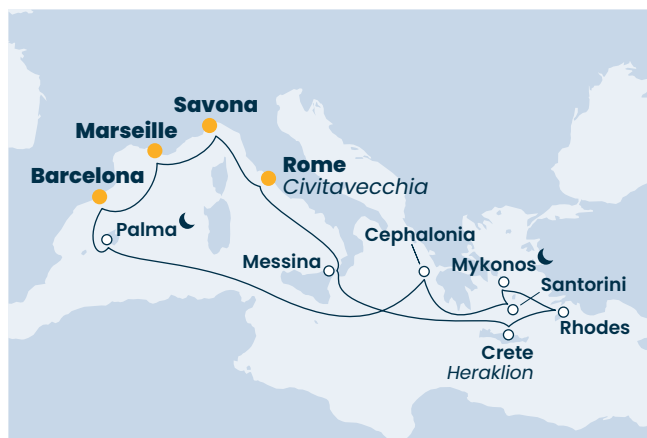 Savona
Marseille
Barcelona
Rome
Civitavecchia
Palma
Cephalonia
Messina
Mykonos
Santorini
Rhodes
Crete
Heraklion